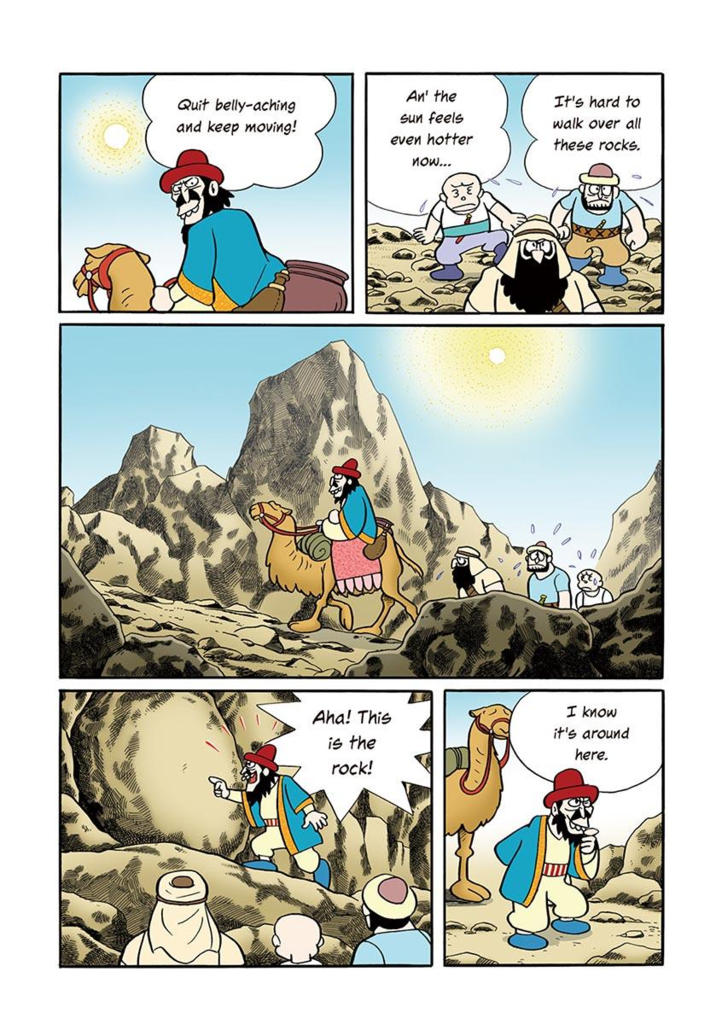 It's hard to
walk over all
these rocks.
An' the
sun feels
even hotter
now...
Quit belly-aching
and keep moving!
I know
it's around
here.
Aha! This
is the
rock!